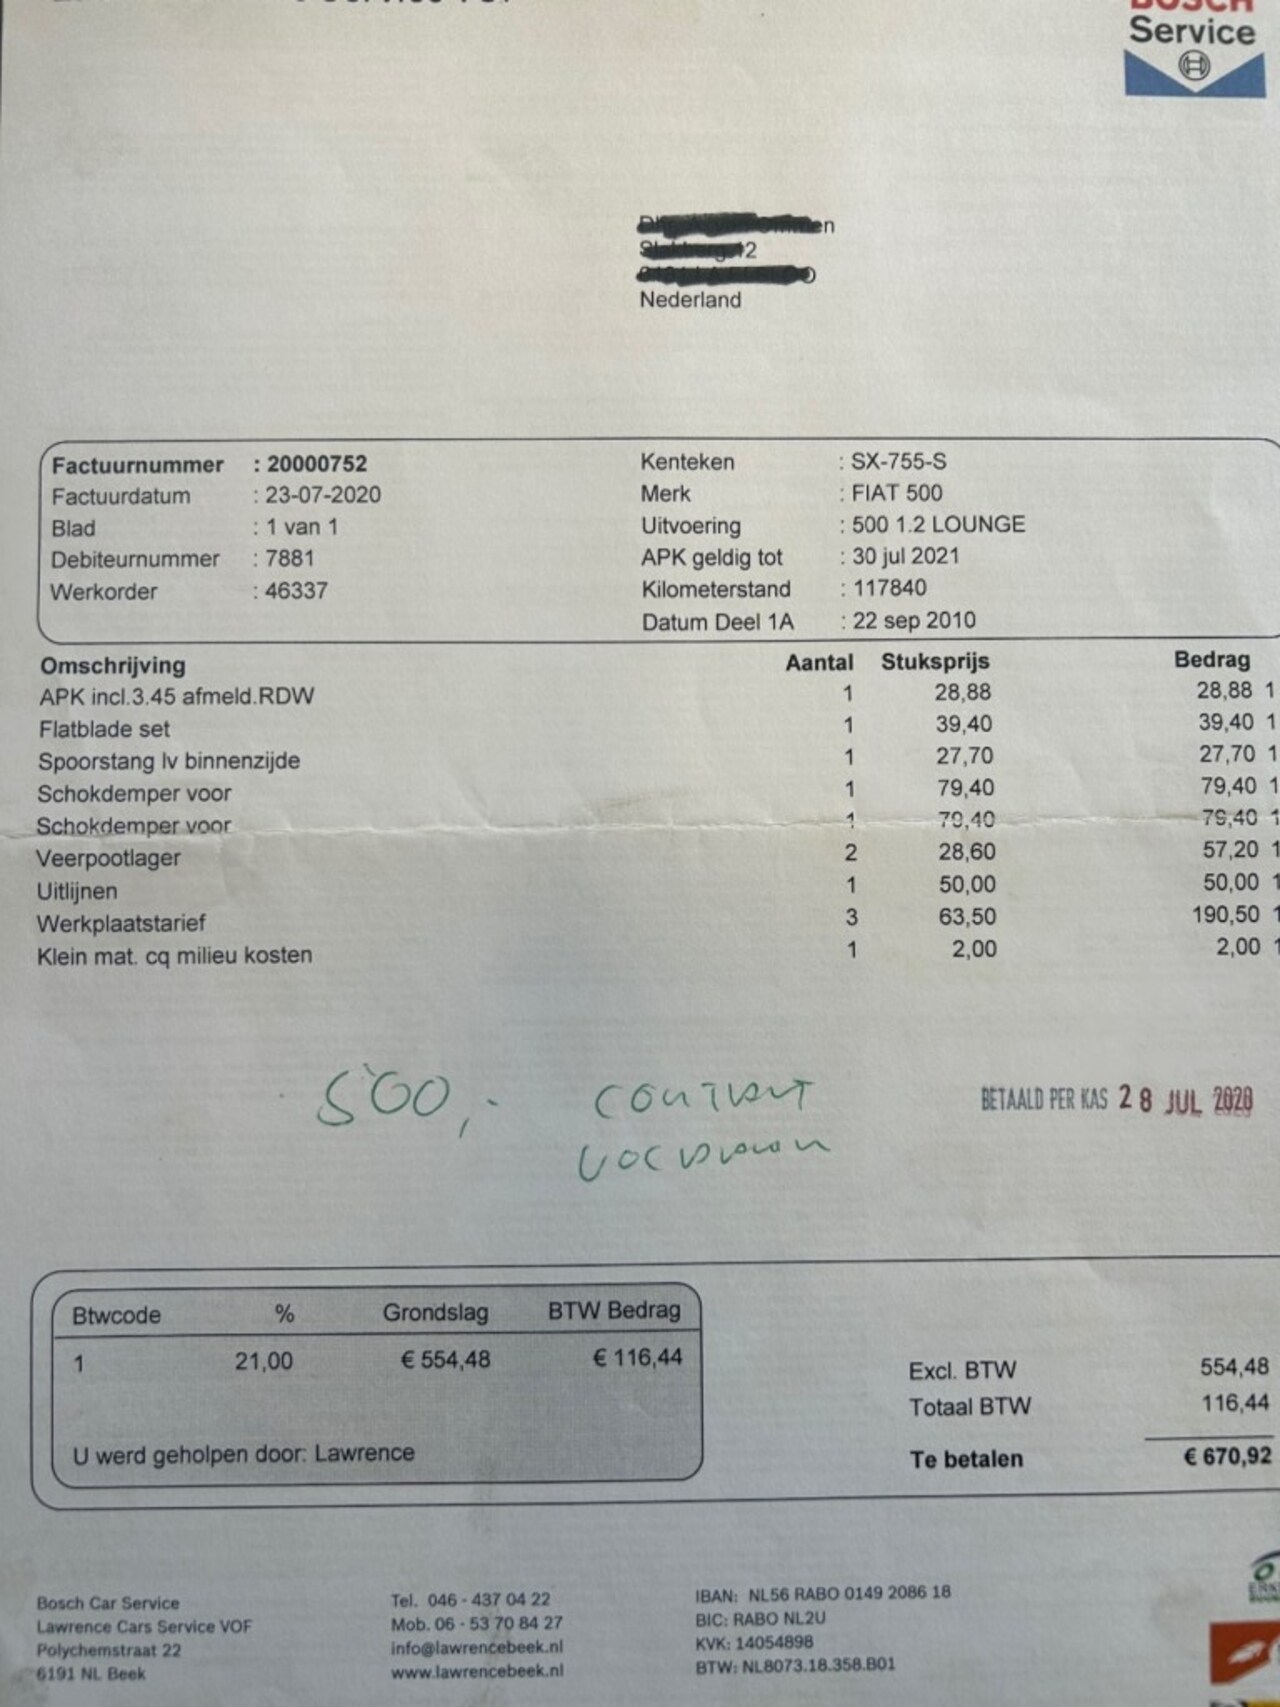 BOSCH
Service
en
2
Nederland
Factuurnummer : 20000752 Kenteken : SX-755-S
Factuurdatum : 23-07-2020 Merk : FIAT 500
Blad : 1 van 1 Uitvoering : 500 1.2 LOUNGE
Debiteurnummer : 7881 APK geldig tot : 30 jul 2021
Werkorder : 46337 Kilometerstand : 117840
Datum Deel 1A : 22 sep 2010
Omschrijving Aantal Stuksprijs Bedrag
APK incl.3.45 afmeld.RDW 1 28,88 28,88 1
Flatblade set 1 39,40 39,40 1
Spoorstang lv binnenzijde 1 27,70 27,70 1
Schokdemper voor 1 79,40 79,40 1
Schokdemper voor 1 79,40 79,40 1
Veerpootlager 2 28,60 57,20 1
Uitlijnen 1 50,00 50,00 1
Werkplaatstarief 3 63,50 190,50 1
Klein mat. cq milieu kosten 1 2,00 2,00 1
500,- contant
BETAALD PER KAS 28 JUL 2020
voldaan
Btwcode % Grondslag BTW Bedrag
1 21,00 € 554,48 € 116,44
Excl. BTW 554,48
Totaal BTW 116,44
U werd geholpen door: Lawrence
Te betalen € 670,92
Bosch Car Service Tel. 046 - 437 04 22 IBAN: NL56 RABO 0149 2086 18
Lawrence Cars Service VOF Mob. 06 - 53 70 84 27 BIC: RABO NL2U
Polychemstraat 22 info@lawrencebeek.nl KVK: 14054898
6191 NL Beek www.lawrencebeek.nl BTW: NL8073.18.358.B01